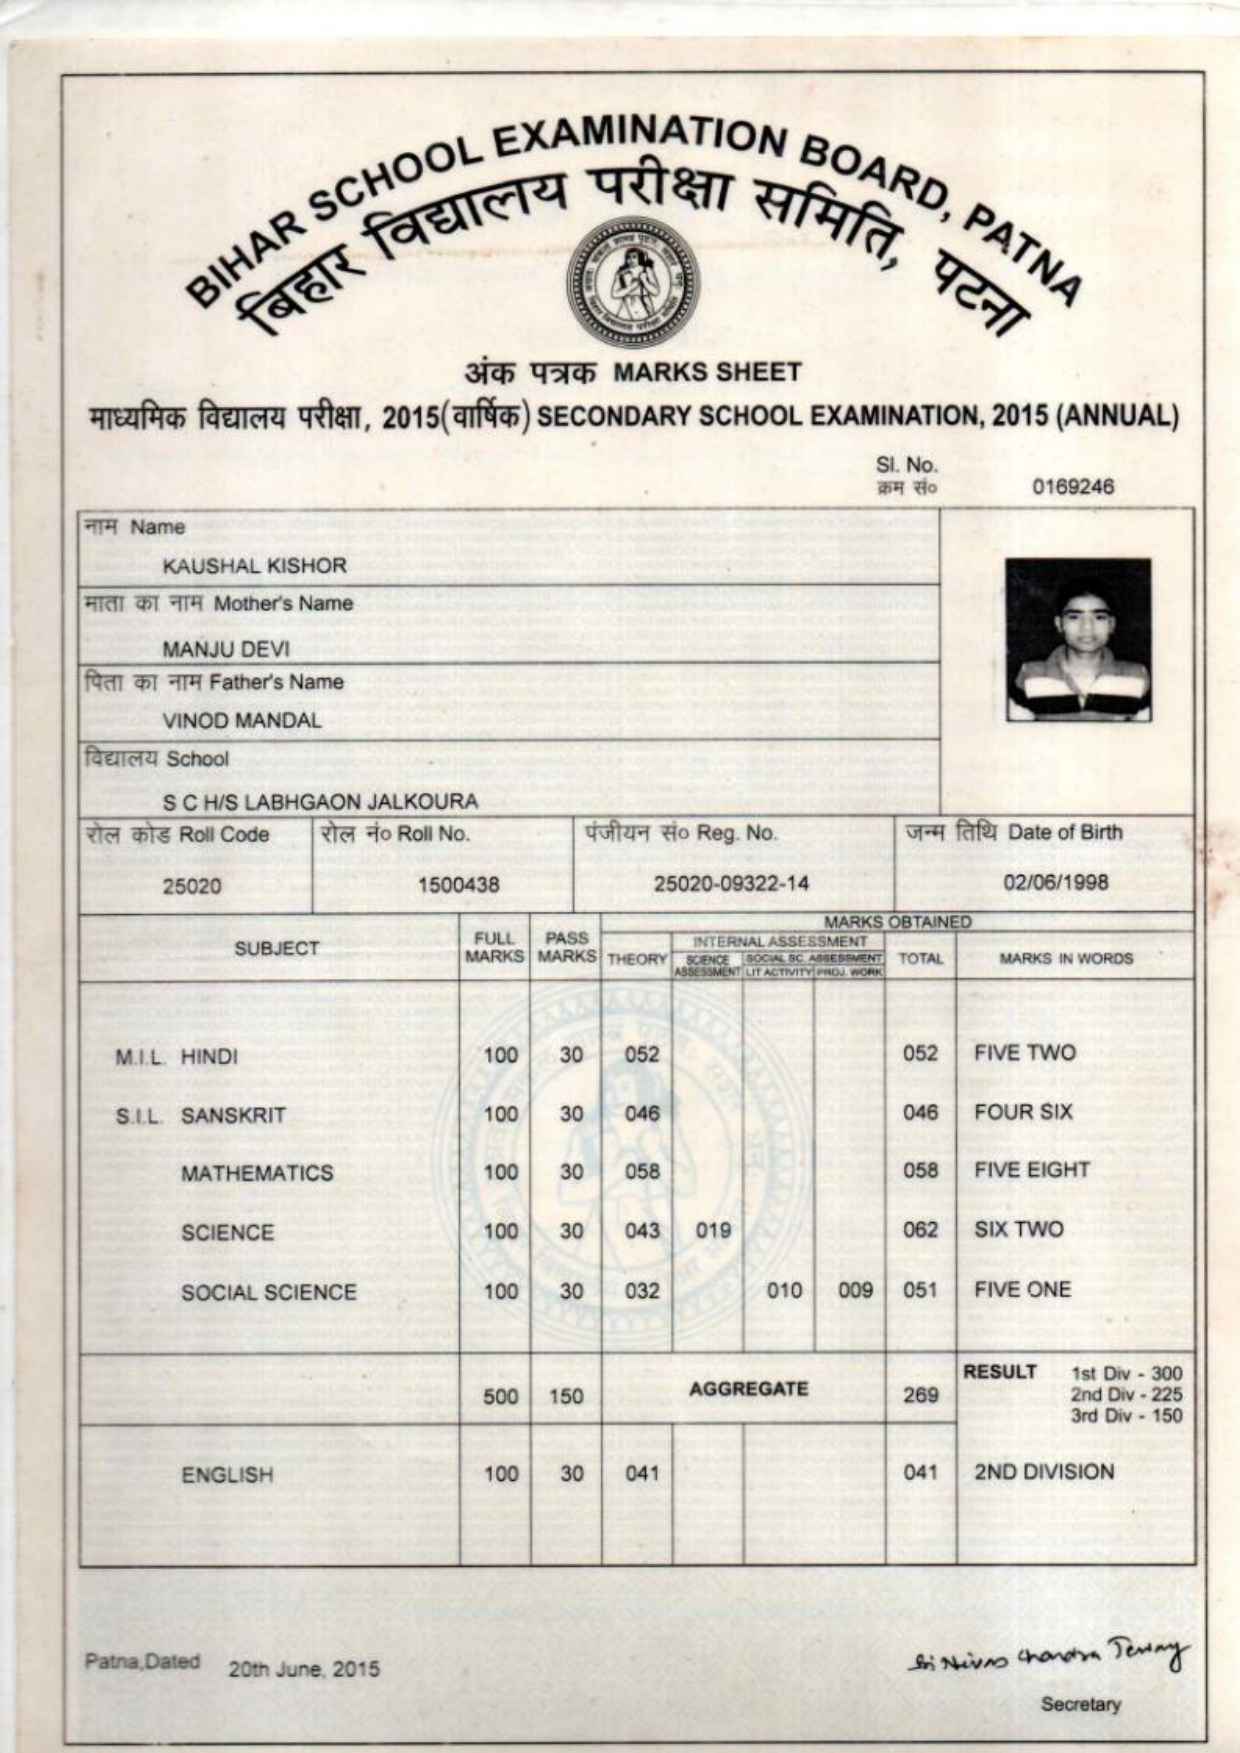 BIHAR SCHOOL EXAMINATION BOARD, PATNA
बिहार विद्यालय परीक्षा समिति, पटना
अंक पत्रक MARKS SHEET
माध्यमिक विद्यालय परीक्षा, 2015(वार्षिक) SECONDARY SCHOOL EXAMINATION, 2015 (ANNUAL)
Sl. No.
क्रम सं० 0169246
नाम Name
KAUSHAL KISHOR
माता का नाम Mother's Name
MANJU DEVI
पिता का नाम Father's Name
VINOD MANDAL
विद्यालय School
S C H/S LABHGAON JALKOURA
रोल कोड Roll Code रोल नं० Roll No. पंजीयन सं० Reg. No. जन्म तिथि Date of Birth
25020 1500438 25020-09322-14 02/06/1998
MARKS OBTAINED
SUBJECT FULL MARKS PASS MARKS THEORY INTERNAL ASSESSMENT TOTAL MARKS IN WORDS
SCIENCE ASSESSMENT SOCIAL SC. ASSESSMENT
LIT ACTIVITY PROJ. WORK
M.I.L. HINDI 100 30 052 052 FIVE TWO
S.I.L. SANSKRIT 100 30 046 046 FOUR SIX
MATHEMATICS 100 30 058 058 FIVE EIGHT
SCIENCE 100 30 043 019 062 SIX TWO
SOCIAL SCIENCE 100 30 032 010 009 051 FIVE ONE
500 150 AGGREGATE 269 RESULT 1st Div - 300
2nd Div - 225
3rd Div - 150
ENGLISH 100 30 041 041 2ND DIVISION
Patna,Dated 20th June, 2015
Secretary